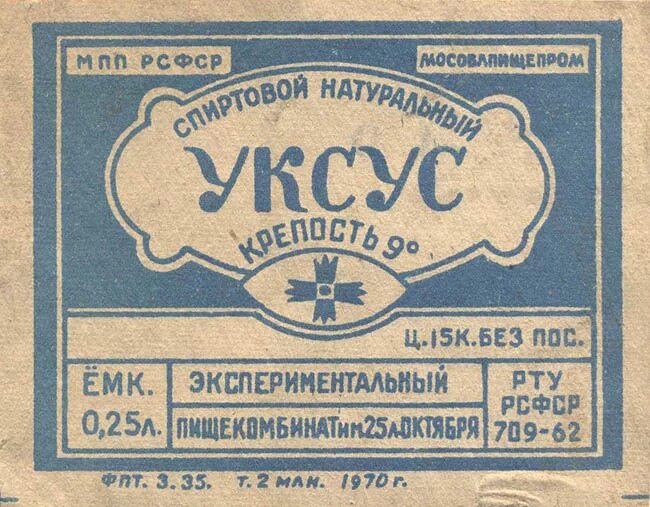 МПП РСФСР
МОСОБЛПИЩЕПРОМ
СПИРТОВОЙ НАТУРАЛЬНЫЙ
УКСУС
КРЕПОСТЬ 9°
Ц.15К.БЕЗ ПОС.
ЁМК.
0,25л.
ЭКСПЕРИМЕНТАЛЬНЫЙ
ПИЩЕКОМБИНАТ им. 25 л. ОКТЯБРЯ
РТУ
РСФСР
709-62
ФПТ. З.35. Т. 2 МЛН. 1970 г.